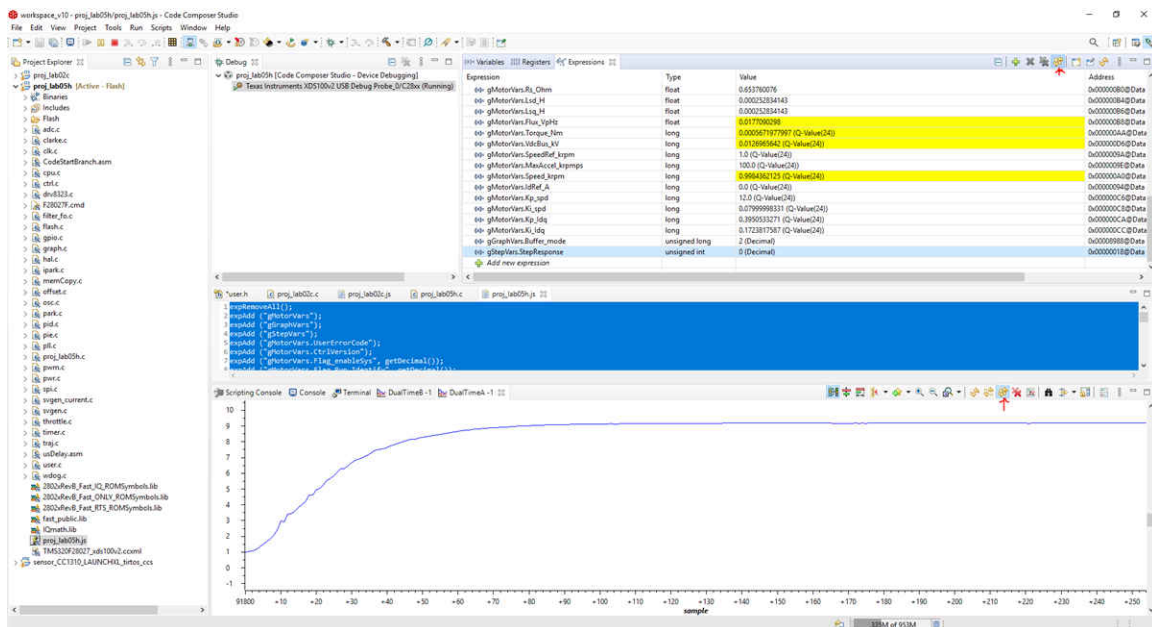 workspace_v10 - proj_lab05h/proj_lab05h.js - Code Composer Studio
File Edit View Project Tools Run Scripts Window Help
Project Explorer
proj_lab02c
proj_lab05h [Active - Flash]
Binaries
Includes
Flash
adc.c
clarke.c
clk.c
CodeStartBranch.asm
cpu.c
ctrl.c
drv8323.c
F28027F.cmd
filter_fo.c
flash.c
gpio.c
graph.c
hal.c
ipark.c
memCopy.c
offset.c
osc.c
park.c
pid.c
pie.c
pll.c
proj_lab05h.c
pwm.c
pwr.c
spi.c
svgen_current.c
svgen.c
throttle.c
timer.c
traj.c
usDelay.asm
user.c
wdog.c
2802xRevB_Fast_IQ_ROMSymbols.lib
2802xRevB_Fast_ONLY_ROMSymbols.lib
2802xRevB_Fast_RTS_ROMSymbols.lib
fast_public.lib
IQmath.lib
proj_lab05h.js
TMS320F28027_xds100v2.ccxml
sensor_CC1310_LAUNCHXL_tirtos_ccs
Debug
proj_lab05h [Code Composer Studio - Device Debugging]
Texas Instruments XDS100v2 USB Debug Probe_0/C28xx (Running)
Variables Registers Expressions
Expression Type Value Address
gMotorVars.Rs_Ohm float 0.653760076 0x000000B0@Data
gMotorVars.Lsd_H float 0.000252834143 0x000000B4@Data
gMotorVars.Lsq_H float 0.000252834143 0x000000B6@Data
gMotorVars.Flux_VpHz float 0.0177090298 0x000000B8@Data
gMotorVars.Torque_Nm long 0.0005671977997 (Q-Value(24)) 0x000000AA@Data
gMotorVars.VdcBus_kV long 0.0126965642 (Q-Value(24)) 0x000000D6@Data
gMotorVars.SpeedRef_krpm long 1.0 (Q-Value(24)) 0x0000009A@Data
gMotorVars.MaxAccel_krpmps long 100.0 (Q-Value(24)) 0x0000009E@Data
gMotorVars.Speed_krpm long 0.9984362125 (Q-Value(24)) 0x000000A0@Data
gMotorVars.IdRef_A long 0.0 (Q-Value(24)) 0x00000094@Data
gMotorVars.Kp_spd long 12.0 (Q-Value(24)) 0x000000C6@Data
gMotorVars.Ki_spd long 0.07999998331 (Q-Value(24)) 0x000000C8@Data
gMotorVars.Kp_Idq long 0.3950533271 (Q-Value(24)) 0x000000CA@Data
gMotorVars.Ki_Idq long 0.1723817587 (Q-Value(24)) 0x000000CC@Data
gGraphVars.Buffer_mode unsigned long 2 (Decimal) 0x00008988@Data
gStepVars.StepResponse unsigned int 0 (Decimal) 0x00000018@Data
Add new expression
*user.h proj_lab02c.c proj_lab02c.js proj_lab05h.c proj_lab05h.js
1 expRemoveAll();
2 expAdd ("gMotorVars");
3 expAdd ("gGraphVars");
4 expAdd ("gStepVars");
5 expAdd ("gMotorVars.UserErrorCode");
6 expAdd ("gMotorVars.CtrlVersion");
7 expAdd ("gMotorVars.Flag_enableSys", getDecimal());
Scripting Console Console Terminal DualTimeB -1 DualTimeA -1
10
9
8
7
6
5
4
3
2
1
0
-1
91800 +10 +20 +30 +40 +50 +60 +70 +80 +90 +100 +110 +120 +130 +140 +150 +160 +170 +180 +190 +200 +210 +220 +230 +240 +250
sample
of 953M